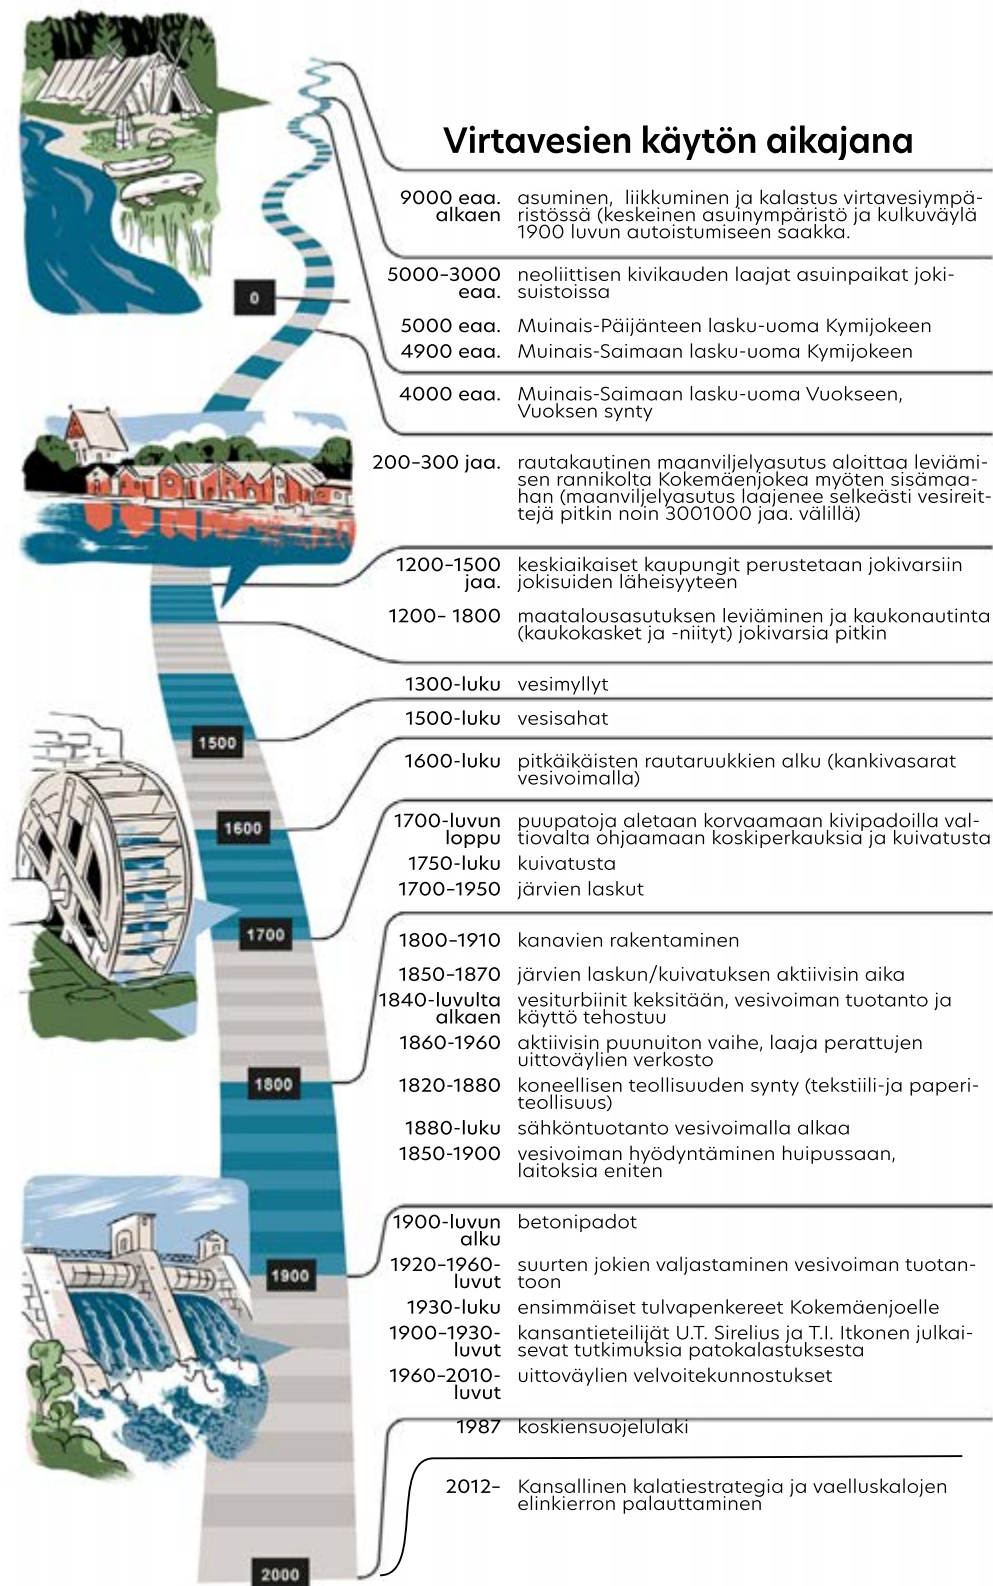 Virtavesien käytön aikajana
9000 eaa. asuminen, liikkuminen ja kalastus virtavesiympä-
alkaen ristössä (keskeinen asuinympäristö ja kulkuväylä
1900 luvun autoistumiseen saakka.
5000–3000 neoliittisen kivikauden laajat asuinpaikat joki-
eaa. suistoissa
0
5000 eaa. Muinais-Päijänteen lasku-uoma Kymijokeen
4900 eaa. Muinais-Saimaan lasku-uoma Kymijokeen
4000 eaa. Muinais-Saimaan lasku-uoma Vuokseen,
Vuoksen synty
200–300 jaa. rautakautinen maanviljelyasutus aloittaa leviämi-
sen rannikolta Kokemäenjokea myöten sisämaa-
han (maanviljelyasutus laajenee selkeästi vesireit-
tejä pitkin noin 3001000 jaa. välillä)
1200–1500 keskiaikaiset kaupungit perustetaan jokivarsiin
jaa. jokisuiden läheisyyteen
1200– 1800 maatalousasutuksen leviäminen ja kaukonautinta
(kaukokasket ja -niityt) jokivarsia pitkin
1300-luku vesimyllyt
1500-luku vesisahat
1500
1600-luku pitkäikäisten rautaruukkien alku (kankivasarat
vesivoimalla)
1600
1700-luvun puupatoja aletaan korvaamaan kivipadoilla val-
loppu tiovalta ohjaamaan koskiperkauksia ja kuivatusta
1750-luku kuivatusta
1700–1950 järvien laskut
1700
1800–1910 kanavien rakentaminen
1850–1870 järvien laskun/kuivatuksen aktiivisin aika
1840-luvulta vesiturbiinit keksitään, vesivoiman tuotanto ja
alkaen käyttö tehostuu
1860-1960 aktiivisin puunuiton vaihe, laaja perattujen
uittoväylien verkosto
1800
1820-1880 koneellisen teollisuuden synty (tekstiili-ja paperi-
teollisuus)
1880-luku sähköntuotanto vesivoimalla alkaa
1850-1900 vesivoiman hyödyntäminen huipussaan,
laitoksia eniten
1900-luvun betonipadot
alku
1920–1960- suurten jokien valjastaminen vesivoiman tuotan-
luvut toon
1900
1930-luku ensimmäiset tulvapenkereet Kokemäenjoelle
1900–1930- kansantieteilijät U.T. Sirelius ja T.I. Itkonen julkai-
luvut sevat tutkimuksia patokalastuksesta
1960–2010- uittoväylien velvoitekunnostukset
luvut
1987 koskiensuojelulaki
2012– Kansallinen kalatiestrategia ja vaelluskalojen
elinkierron palauttaminen
2000